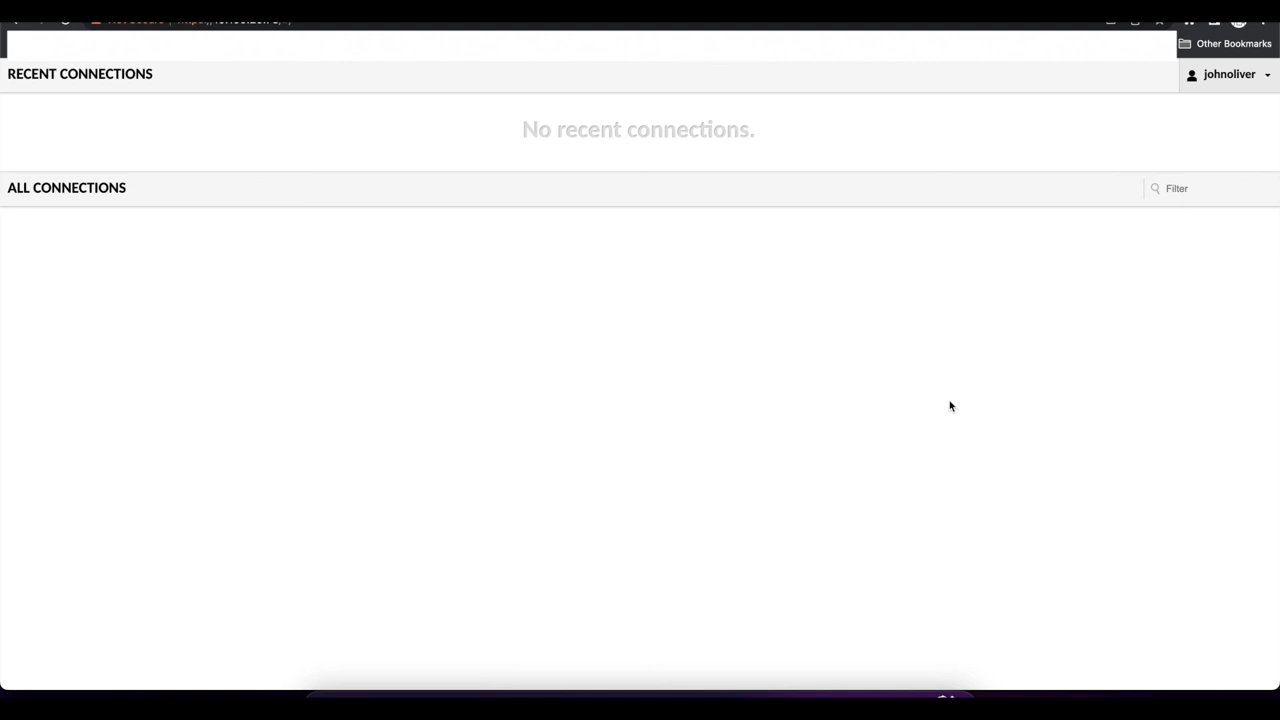 Other Bookmarks
RECENT CONNECTIONS
johnoliver
No recent connections.
ALL CONNECTIONS
Filter